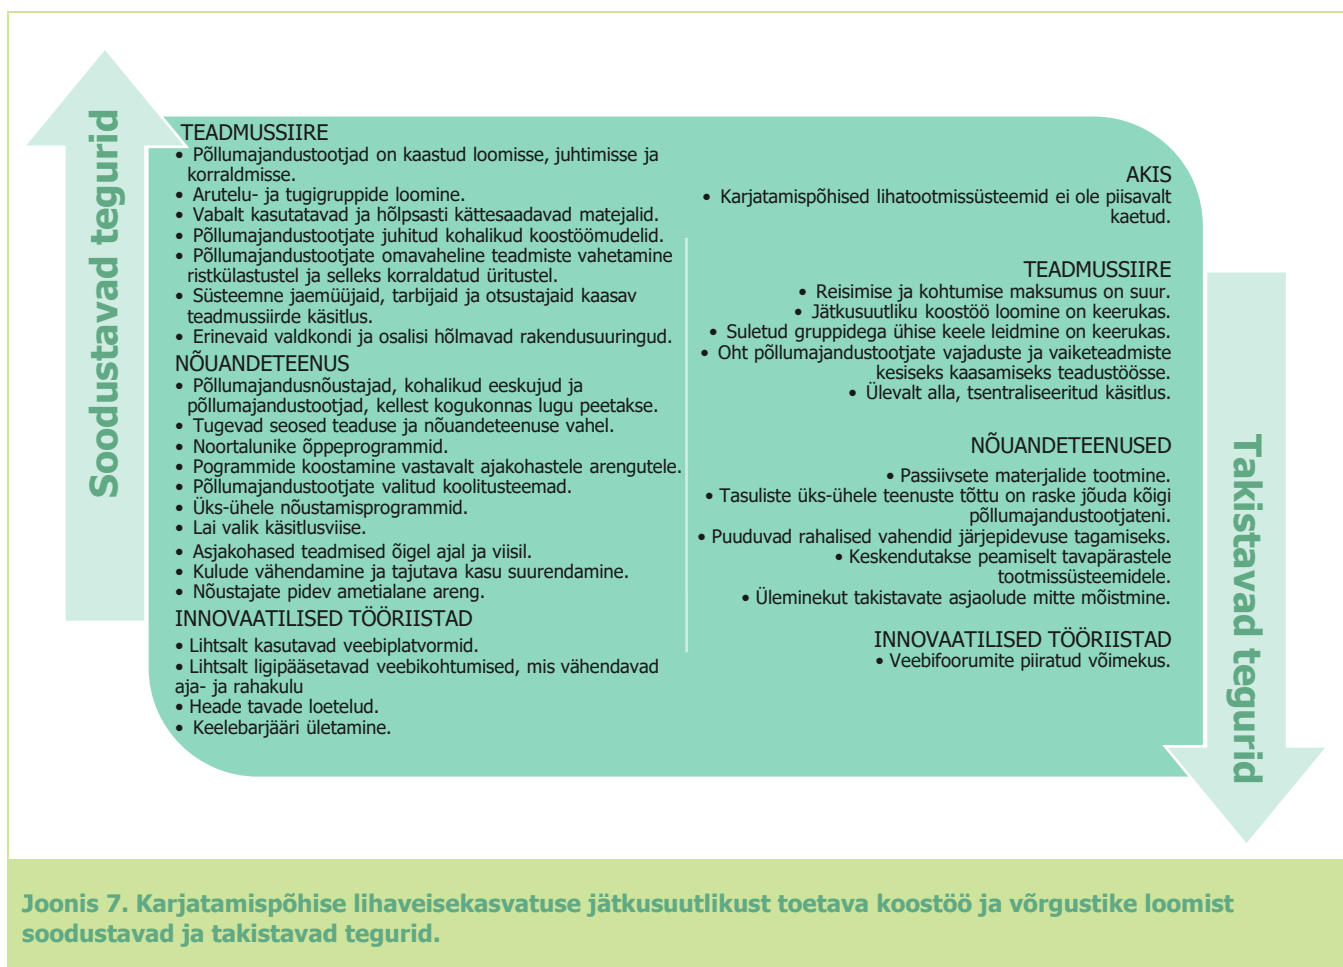 Soodustavad tegurid
TEADMUSSIIRE
• Põllumajandustootjad on kaastud loomisse, juhtimisse ja
korraldmisse.
• Arutelu- ja tugigruppide loomine.
• Vabalt kasutatavad ja hõlpsasti kättesaadavad matejalid.
• Põllumajandustootjate juhitud kohalikud koostöömudelid.
• Põllumajandustootjate omavaheline teadmiste vahetamine
ristkülastustel ja selleks korraldatud üritustel.
• Süsteemne jaemüüjaid, tarbijaid ja otsustajaid kaasav
teadmussiirde käsitlus.
• Erinevaid valdkondi ja osalisi hõlmavad rakendusuuringud.
NÕUANDETEENUS
• Põllumajandusnõustajad, kohalikud eeskujud ja
põllumajandustootjad, kellest kogukonnas lugu peetakse.
• Tugevad seosed teaduse ja nõuandeteenuse vahel.
• Noortalunike õppeprogrammid.
• Pogrammide koostamine vastavalt ajakohastele arengutele.
• Põllumajandustootjate valitud koolitusteemad.
• Üks-ühele nõustamisprogrammid.
• Lai valik käsitlusviise.
• Asjakohased teadmised õigel ajal ja viisil.
• Kulude vähendamine ja tajutava kasu suurendamine.
• Nõustajate pidev ametialane areng.
INNOVAATILISED TÖÖRIISTAD
• Lihtsalt kasutavad veebiplatvormid.
• Lihtsalt ligipääsetavad veebikohtumised, mis vähendavad
aja- ja rahakulu
• Heade tavade loetelud.
• Keelebarjääri ületamine.
AKIS
• Karjatamispõhised lihatootmissüsteemid ei ole piisavalt
kaetud.
TEADMUSSIIRE
• Reisimise ja kohtumise maksumus on suur.
• Jätkusuutliku koostöö loomine on keerukas.
• Suletud gruppidega ühise keele leidmine on keerukas.
• Oht põllumajandustootjate vajaduste ja vaiketeadmiste
kesiseks kaasamiseks teadustöösse.
• Ülevalt alla, tsentraliseeritud käsitlus.
NÕUANDETEENUSED
• Passiivsete materjalide tootmine.
• Tasuliste üks-ühele teenuste tõttu on raske jõuda kõigi
põllumajandustootjateni.
• Puuduvad rahalised vahendid järjepidevuse tagamiseks.
• Keskendutakse peamiselt tavapärastele
tootmissüsteemidele.
• Üleminekut takistavate asjaolude mitte mõistmine.
INNOVAATILISED TÖÖRIISTAD
• Veebifoorumite piiratud võimekus.
Takistavad tegurid
Joonis 7. Karjatamispõhise lihaveisekasvatuse jätkusuutlikust toetava koostöö ja võrgustike loomist
soodustavad ja takistavad tegurid.